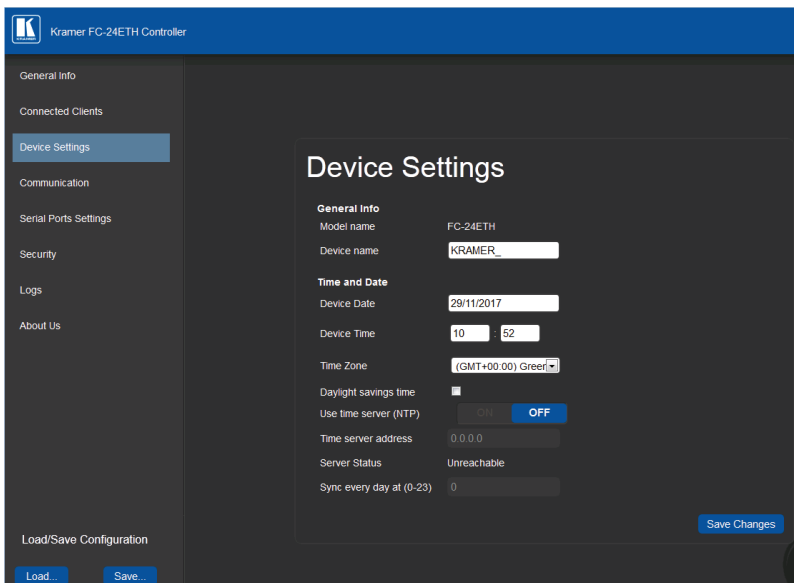 Kramer FC-24ETH Controller
General Info
Connected Clients
Device Settings
Communication
Serial Ports Settings
Security
Logs
About Us
Load/Save Configuration
Load... Save...
Device Settings
General Info
Model name FC-24ETH
Device name KRAMER_
Time and Date
Device Date 29/11/2017
Device Time 10 : 52
Time Zone (GMT+00:00) Green
Daylight savings time
Use time server (NTP) ON OFF
Time server address 0.0.0.0
Server Status Unreachable
Sync every day at (0-23) 0
Save Changes